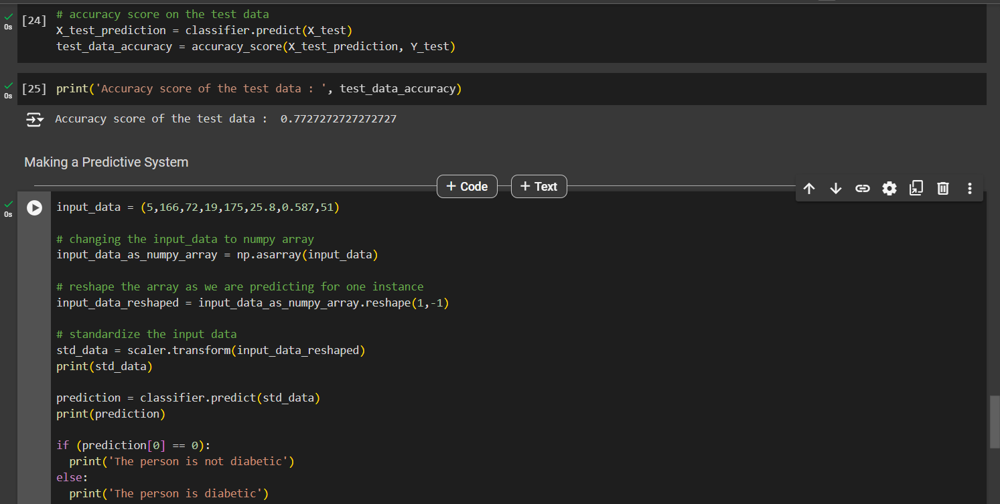 [24]
# accuracy score on the test data
X_test_prediction = classifier.predict(X_test)
test_data_accuracy = accuracy_score(X_test_prediction, Y_test)
0s
[25] print('Accuracy score of the test data : ', test_data_accuracy)
0s
Accuracy score of the test data :  0.7727272727272727
Making a Predictive System
+ Code + Text
0s
input_data = (5,166,72,19,175,25.8,0.587,51)
# changing the input_data to numpy array
input_data_as_numpy_array = np.asarray(input_data)
# reshape the array as we are predicting for one instance
input_data_reshaped = input_data_as_numpy_array.reshape(1,-1)
# standardize the input data
std_data = scaler.transform(input_data_reshaped)
print(std_data)
prediction = classifier.predict(std_data)
print(prediction)
if (prediction[0] == 0):
  print('The person is not diabetic')
else:
  print('The person is diabetic')